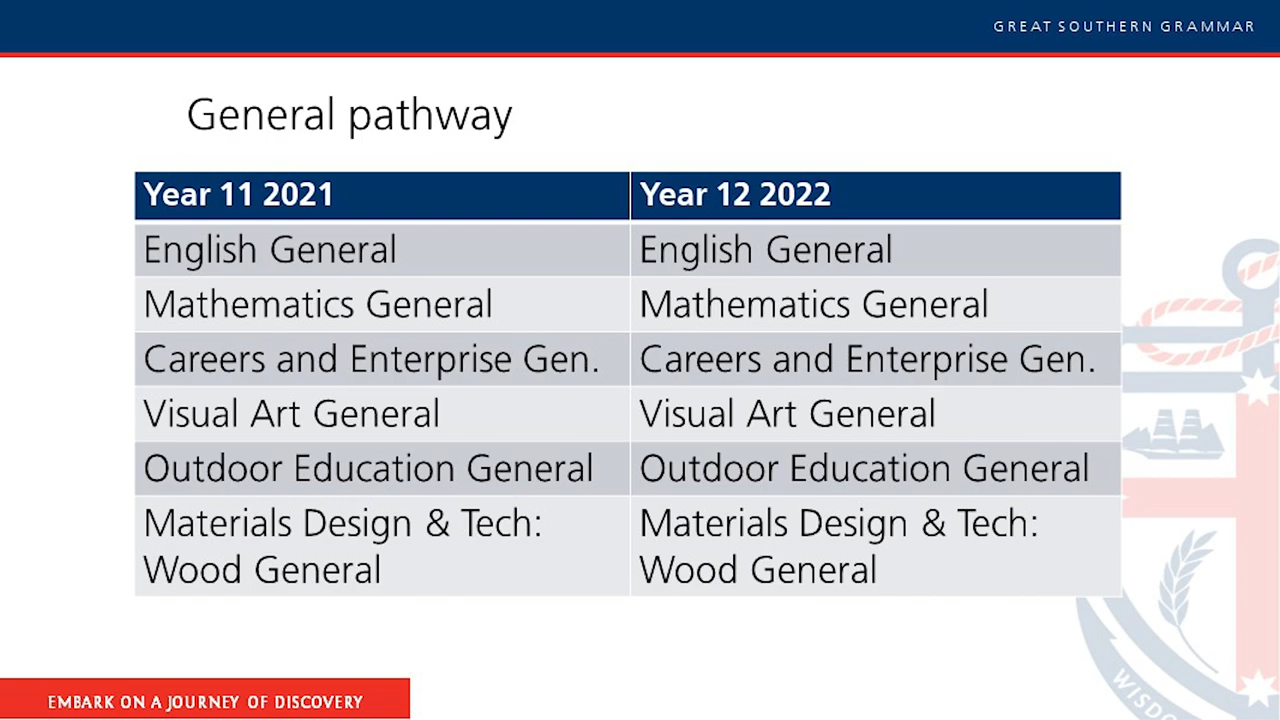 GREAT SOUTHERN GRAMMAR
General pathway
Year 11 2021
Year 12 2022
English General
English General
Mathematics General
Mathematics General
Careers and Enterprise Gen.
Careers and Enterprise Gen.
Visual Art General
Visual Art General
Outdoor Education General
Outdoor Education General
Materials Design & Tech:
Wood General
Materials Design & Tech:
Wood General
EMBARK ON A JOURNEY OF DISCOVERY